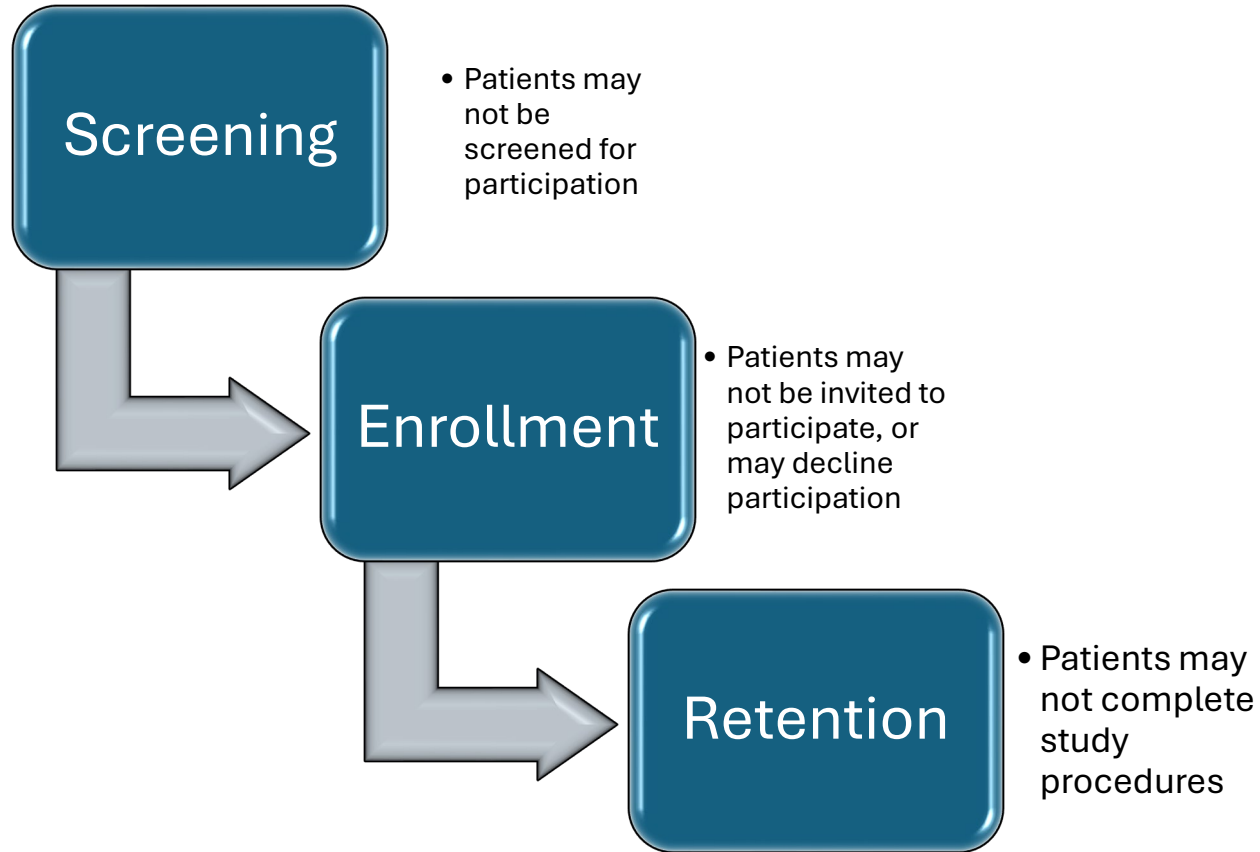 Screening
• Patients may
not be
screened for
participation
Enrollment
• Patients may
not be invited to
participate, or
may decline
participation
Retention
• Patients may
not complete
study
procedures